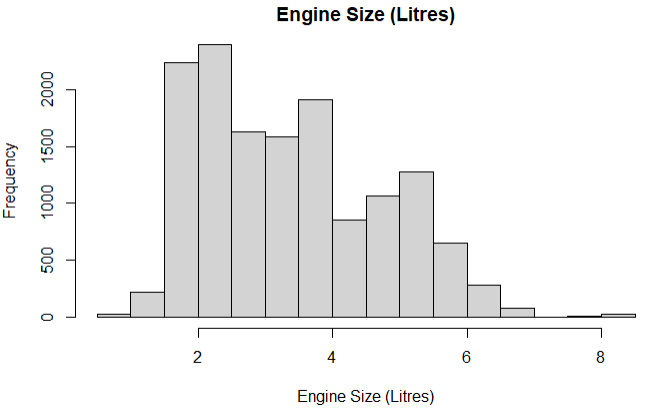 Engine Size (Litres)
Frequency
2000
1500
1000
500
0
2 4 6 8
Engine Size (Litres)